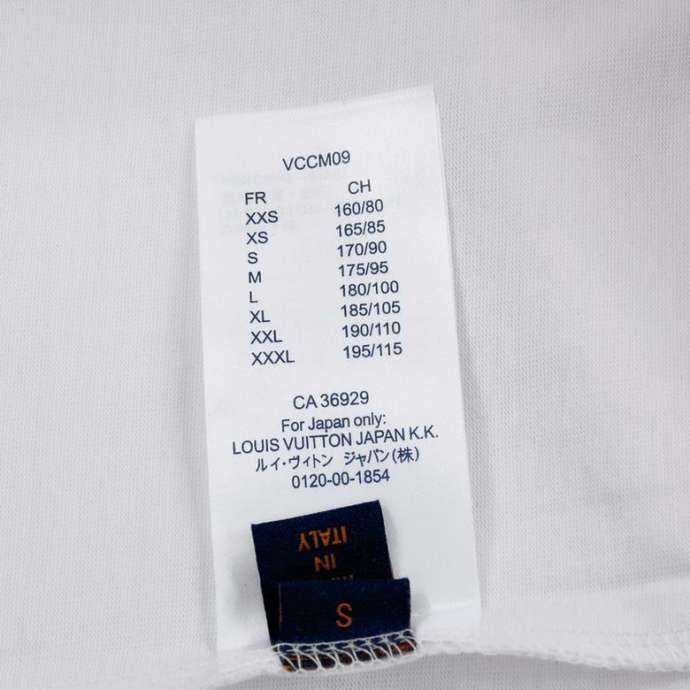 VCCM09
FR CH
XXS 160/80
XS 165/85
S 170/90
M 175/95
L 180/100
XL 185/105
XXL 190/110
XXXL 195/115
CA 36929
For Japan only:
LOUIS VUITTON JAPAN K.K.
ルイ・ヴィトン ジャパン(株)
0120-00-1854
IN
ITALY
S